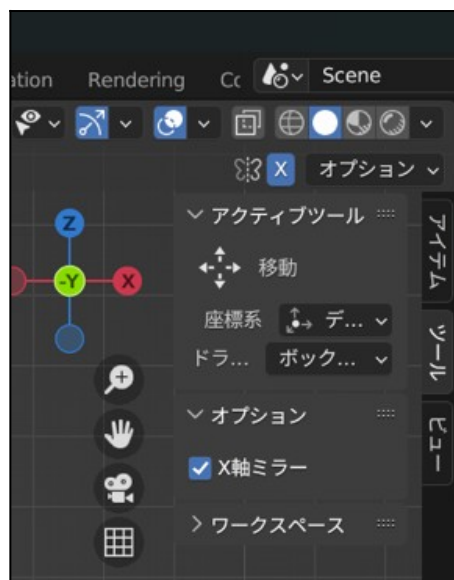 ation Rendering Cc Scene
X オプション
アクティブツール
Z
-Y X
移動
座標系 デ...
ドラ... ボック...
オプション
X軸ミラー
ワークスペース
アイテム
ツール
ビュー